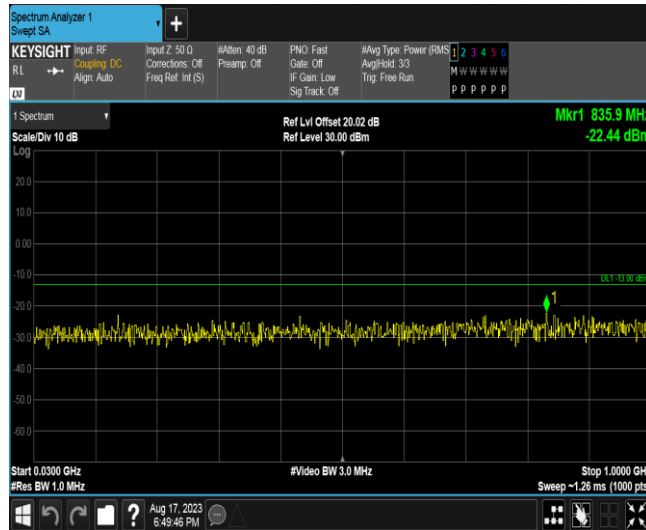 Spectrum Analyzer 1
Swept SA
KEYSIGHT
RL
LXI
Input: RF
Coupling: DC
Align: Auto
Input Z: 50 Ω
Corrections: Off
Freq Ref: Int (S)
#Atten: 40 dB
Preamp: Off
PNO: Fast
Gate: Off
IF Gain: Low
Sig Track: Off
#Avg Type: Power (RMS
Avg|Hold: 3/3
Trig: Free Run
1 2 3 4 5 6
M W W W W W
P P P P P P
1 Spectrum
Scale/Div 10 dB
Log
Ref Lvl Offset 20.02 dB
Ref Level 30.00 dBm
Mkr1 835.9 MHz
-22.44 dBm
20.0
10.0
0.00
-10.0
DL1 -13.00 dBm
1
-20.0
-30.0
-40.0
-50.0
-60.0
Start 0.0300 GHz
#Res BW 1.0 MHz
#Video BW 3.0 MHz
Stop 1.0000 GH
Sweep ~1.26 ms (1000 pts
?
Aug 17, 2023
6:49:46 PM